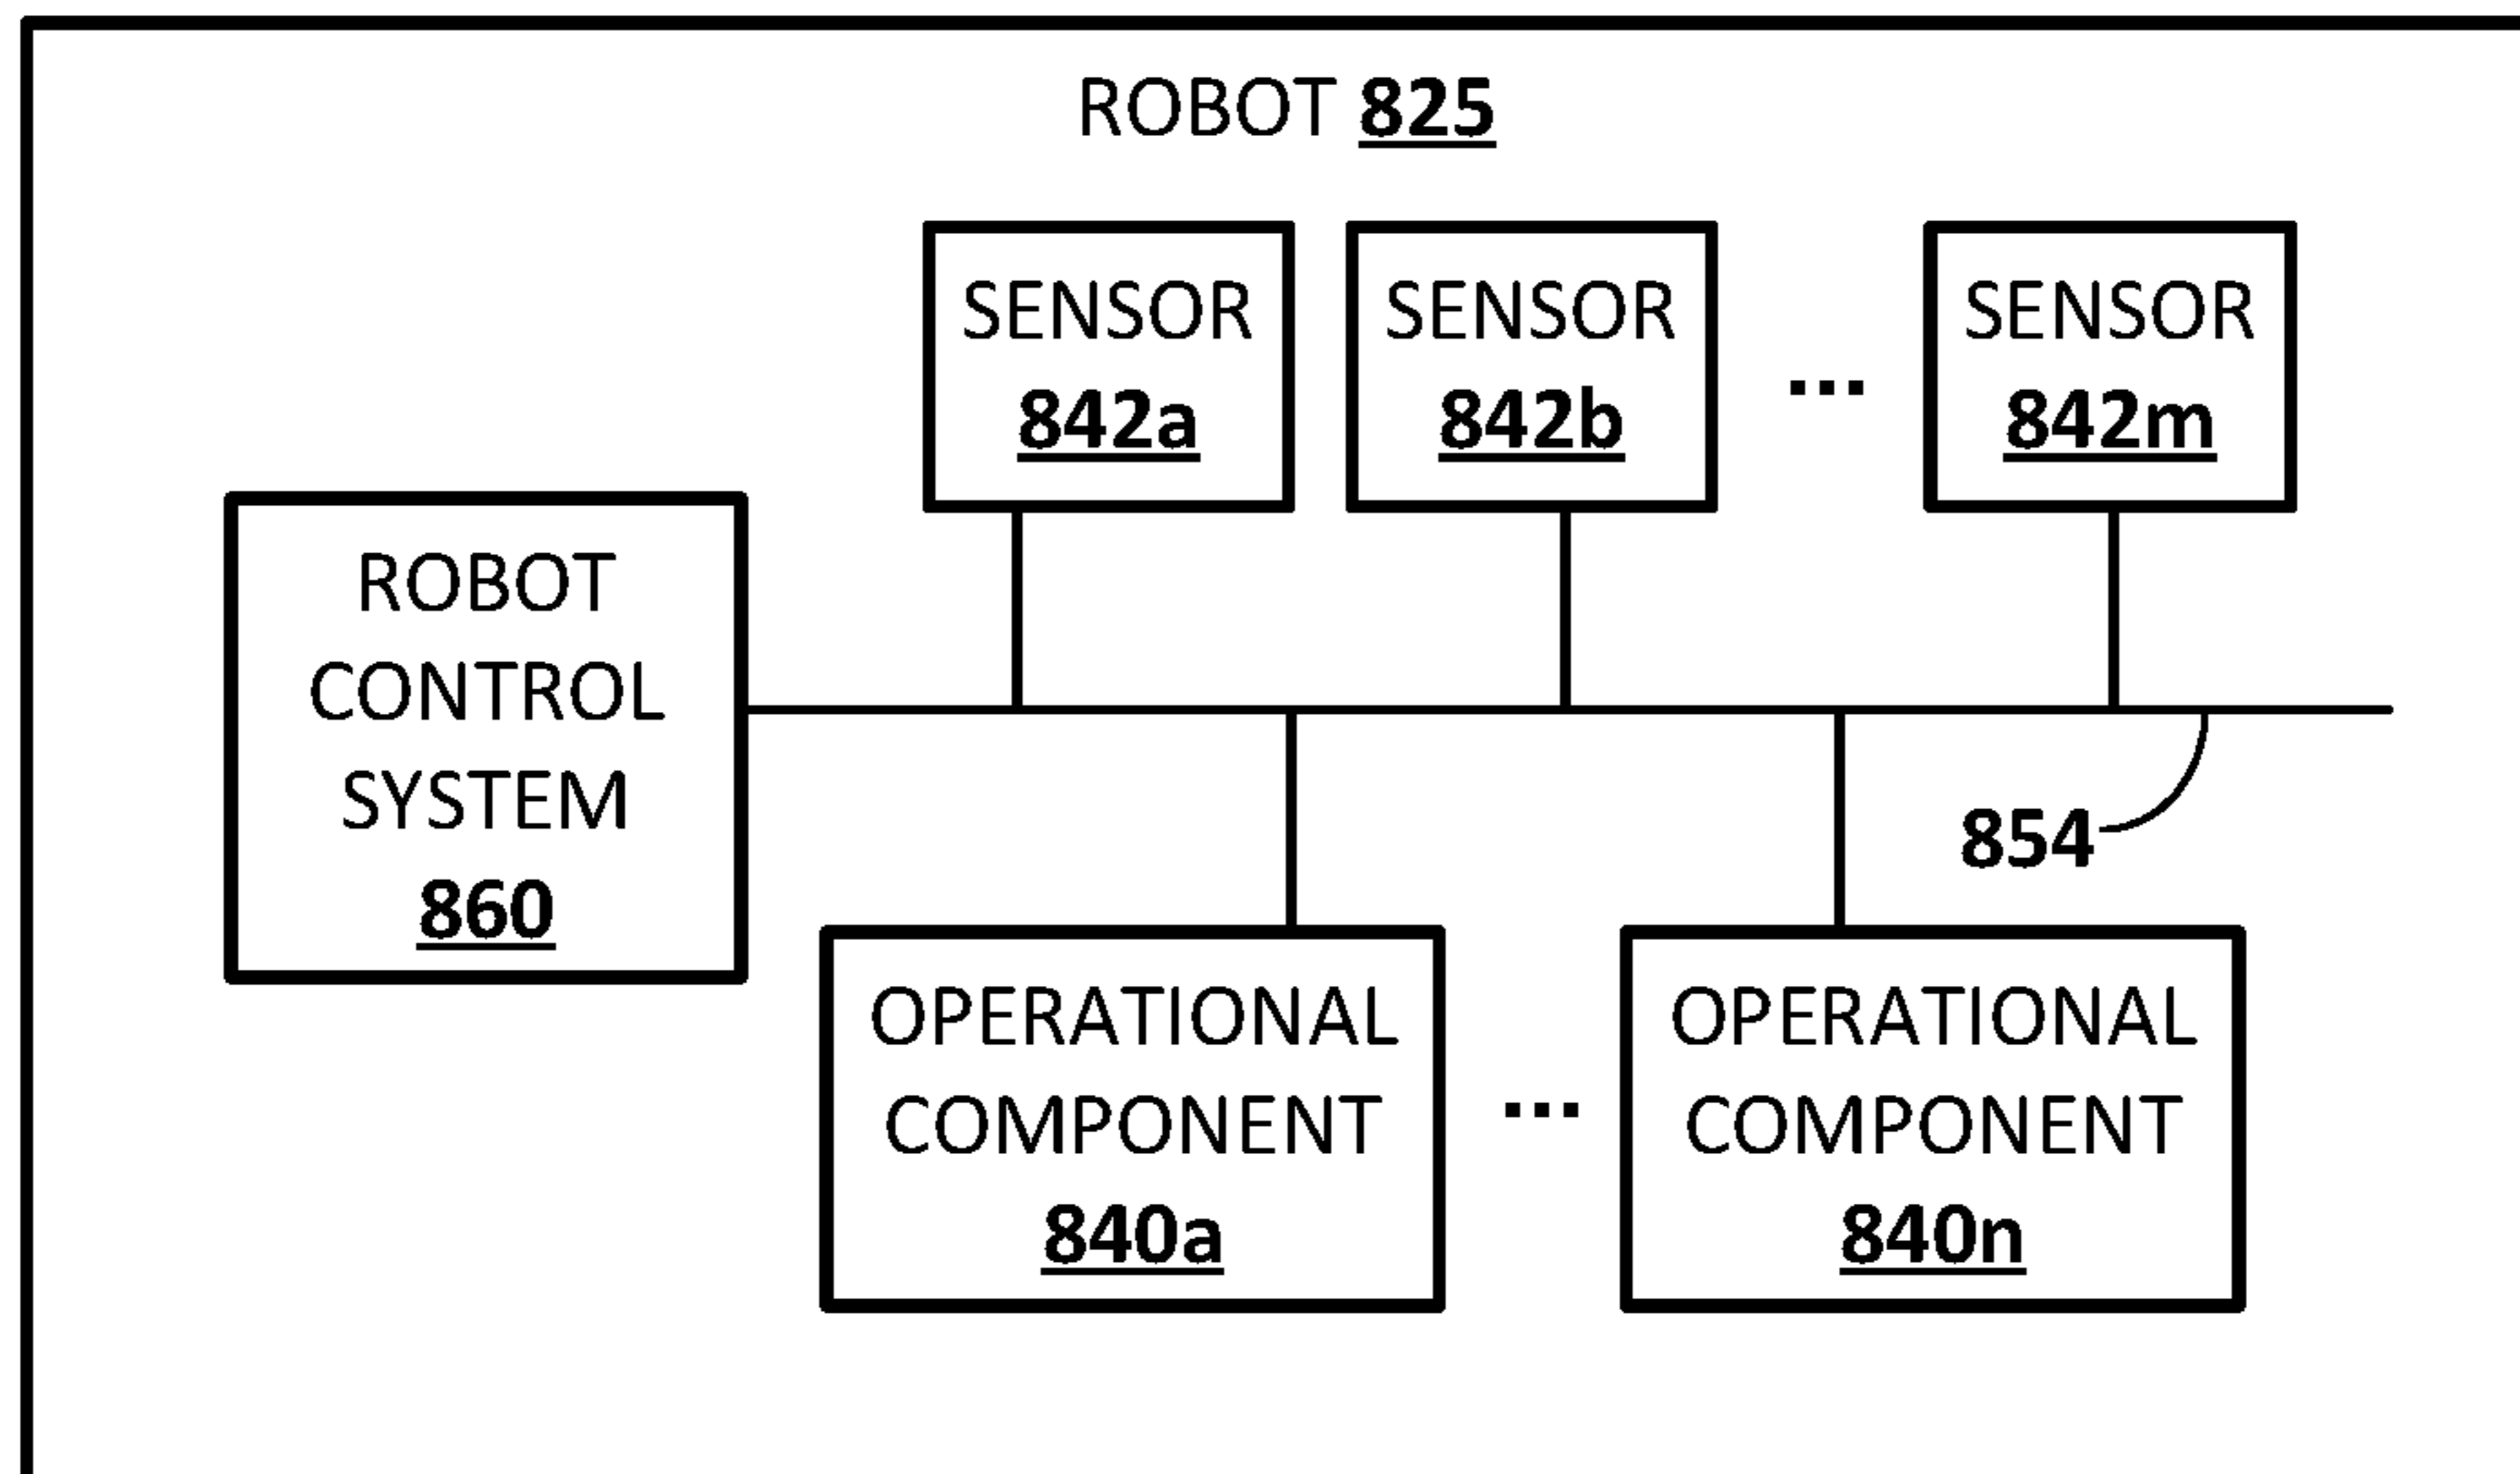 ROBOT 825
SENSOR
842a
SENSOR
842b
...
SENSOR
842m
ROBOT
CONTROL
SYSTEM
860
854
OPERATIONAL
COMPONENT
840a
...
OPERATIONAL
COMPONENT
840n